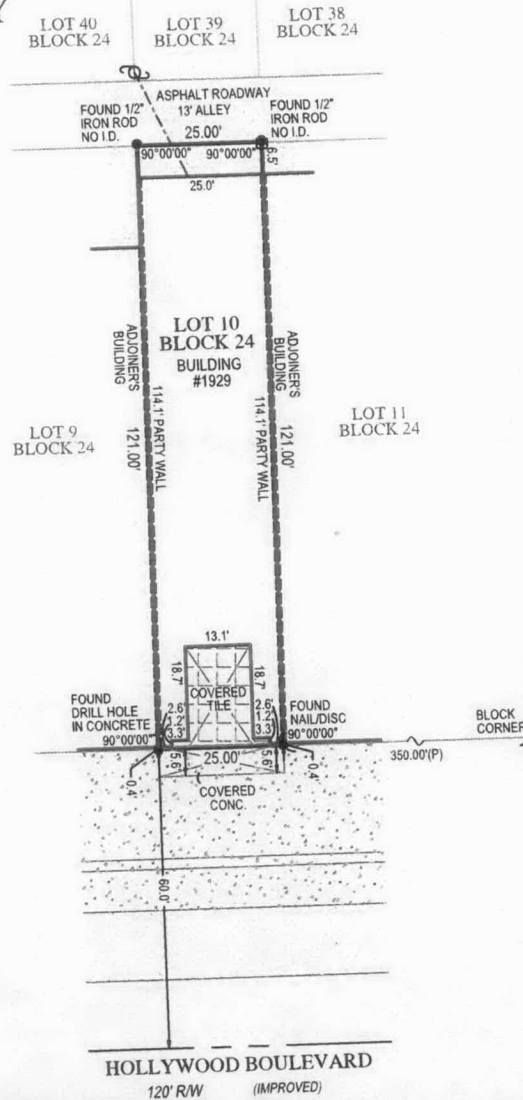 LOT 40
BLOCK 24
LOT 39
BLOCK 24
LOT 38
BLOCK 24
ASPHALT ROADWAY
13' ALLEY
FOUND 1/2"
IRON ROD
NO I.D.
25.00'
FOUND 1/2"
IRON ROD
NO I.D.
90°00'00"
90°00'00"
6.5'
25.0'
LOT 10
BLOCK 24
BUILDING
#1929
ADJOINER'S
BUILDING
114.1' PARTY WALL
121.00'
ADJOINER'S
BUILDING
114.1' PARTY WALL
121.00'
LOT 9
BLOCK 24
LOT 11
BLOCK 24
13.1'
18.7'
18.7'
COVERED
TILE
FOUND
DRILL HOLE
IN CONCRETE
90°00'00"
2.6'
1.2'
3.3'
2.6'
1.2'
3.3'
FOUND
NAIL/DISC
90°00'00"
BLOCK
CORNER
350.00'(P)
25.00'
5.6'
5.6'
0.4'
0.4'
COVERED
CONC.
60.0'
HOLLYWOOD BOULEVARD
120' R/W (IMPROVED)